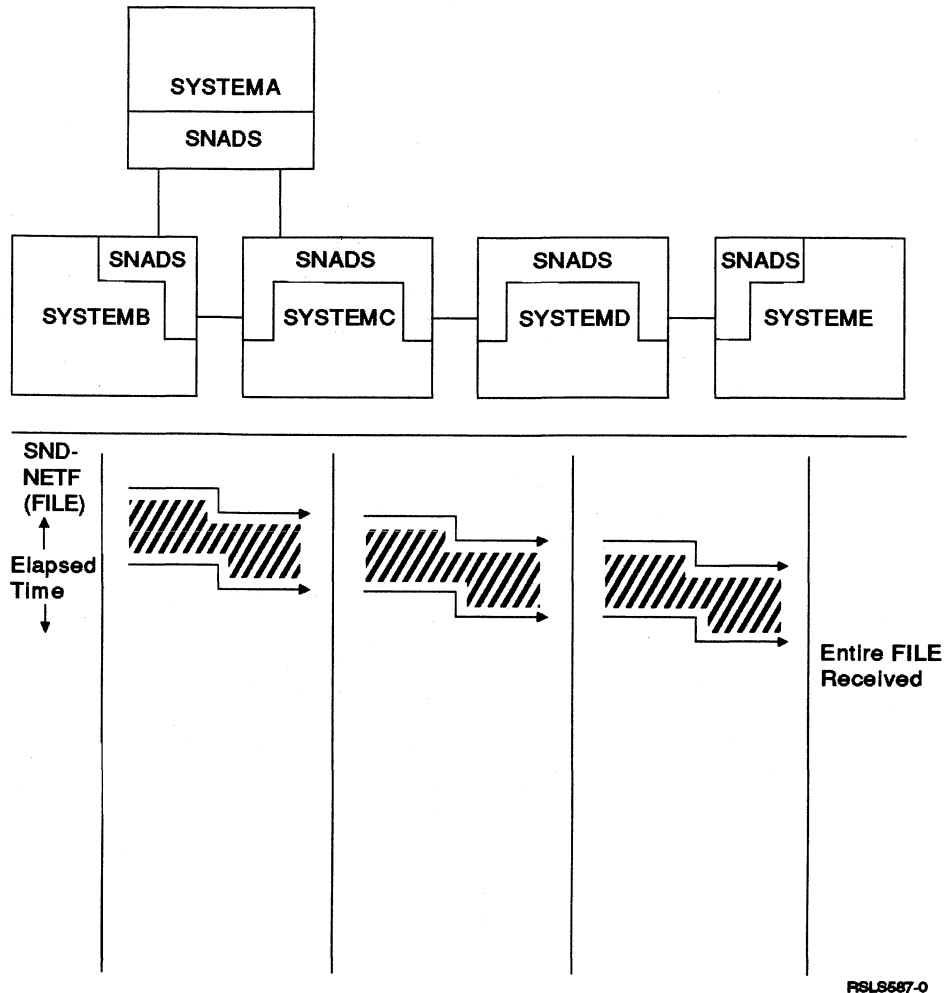 SYSTEMA
SNADS
SNADS
SNADS
SNADS
SNADS
SYSTEMB
SYSTEMC
SYSTEMD
SYSTEME
SND-
NETF
(FILE)
Elapsed
Time
Entire FILE
Received
RSLS587-0